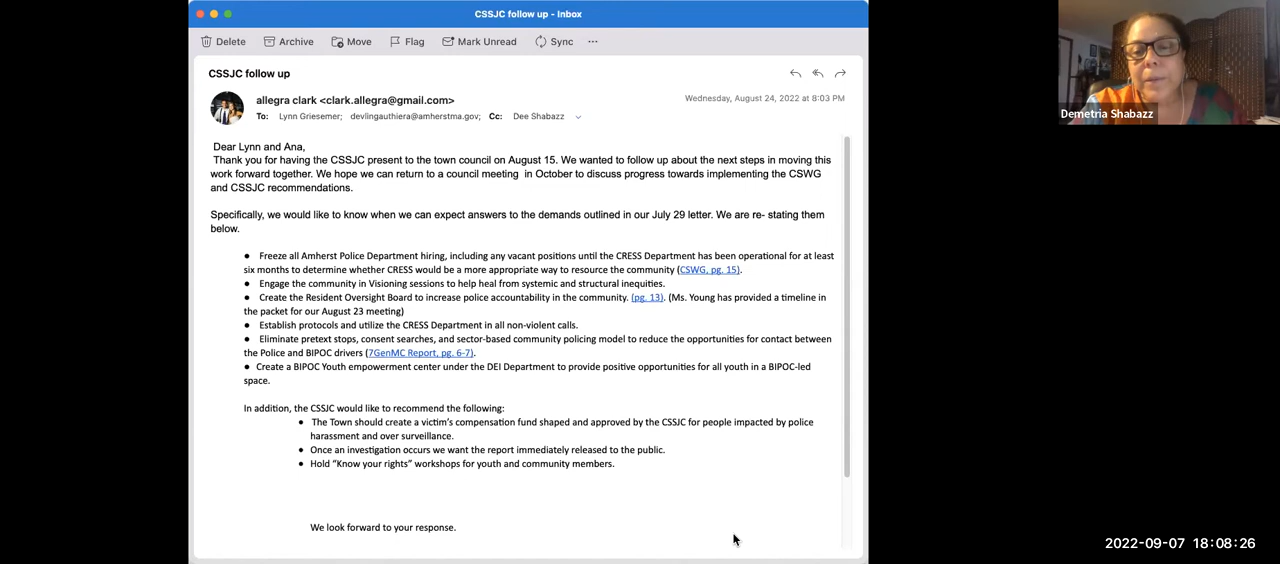 CSSJC follow up - Inbox
Delete Archive Move Flag Mark Unread Sync ···
CSSJC follow up
allegra clark <clark.allegra@gmail.com>
Wednesday, August 24, 2022 at 8:03 PM
To: Lynn Griesemer; devlingauthiera@amherstma.gov; Cc: Dee Shabazz
Dear Lynn and Ana,
Thank you for having the CSSJC present to the town council on August 15. We wanted to follow up about the next steps in moving this
work forward together. We hope we can return to a council meeting in October to discuss progress towards implementing the CSWG
and CSSJC recommendations.
Specifically, we would like to know when we can expect answers to the demands outlined in our July 29 letter. We are re- stating them
below.
● Freeze all Amherst Police Department hiring, including any vacant positions until the CRESS Department has been operational for at least
six months to determine whether CRESS would be a more appropriate way to resource the community (CSWG, pg. 15).
● Engage the community in Visioning sessions to help heal from systemic and structural inequities.
● Create the Resident Oversight Board to increase police accountability in the community. (pg. 13). (Ms. Young has provided a timeline in
the packet for our August 23 meeting)
● Establish protocols and utilize the CRESS Department in all non-violent calls.
● Eliminate pretext stops, consent searches, and sector-based community policing model to reduce the opportunities for contact between
the Police and BIPOC drivers (7GenMC Report, pg. 6-7).
● Create a BIPOC Youth empowerment center under the DEI Department to provide positive opportunities for all youth in a BIPOC-led
space.
In addition, the CSSJC would like to recommend the following:
● The Town should create a victim's compensation fund shaped and approved by the CSSJC for people impacted by police
harassment and over surveillance.
● Once an investigation occurs we want the report immediately released to the public.
● Hold “Know your rights” workshops for youth and community members.
We look forward to your response.
Demetria Shabazz
2022-09-07 18:08:26